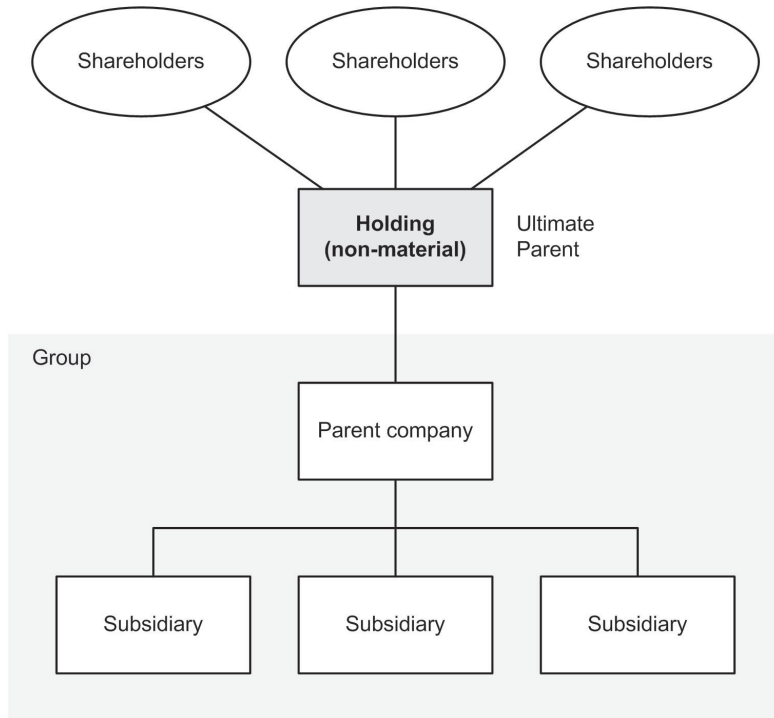 Shareholders
Shareholders
Shareholders
Holding
(non-material)
Ultimate
Parent
Group
Parent company
Subsidiary
Subsidiary
Subsidiary